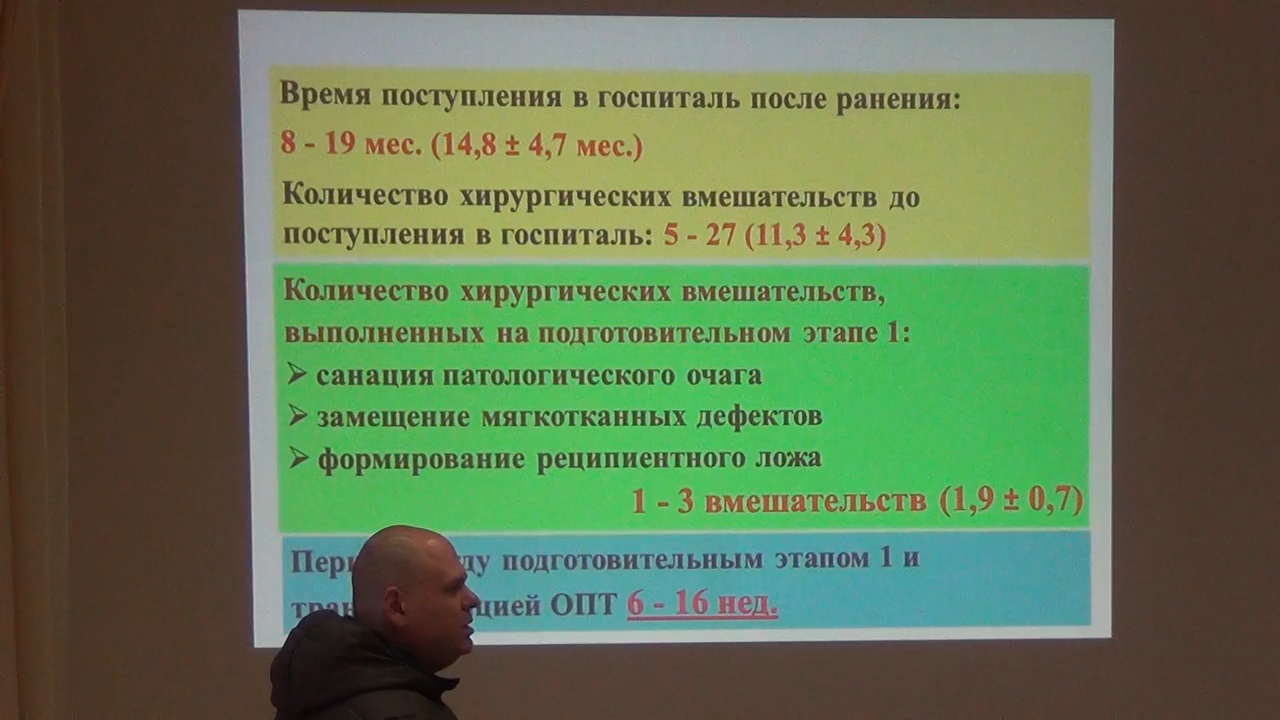 Время поступления в госпиталь после ранения:
8 - 19 мес. (14,8 ± 4,7 мес.)
Количество хирургических вмешательств до
поступления в госпиталь: 5 - 27 (11,3 ± 4,3)
Количество хирургических вмешательств,
выполненных на подготовительном этапе 1:
➢ санация патологического очага
➢ замещение мягкотканных дефектов
➢ формирование реципиентного ложа
1 - 3 вмешательств (1,9 ± 0,7)
подготовительным этапом 1 и
ОПТ 6 - 16 нед.